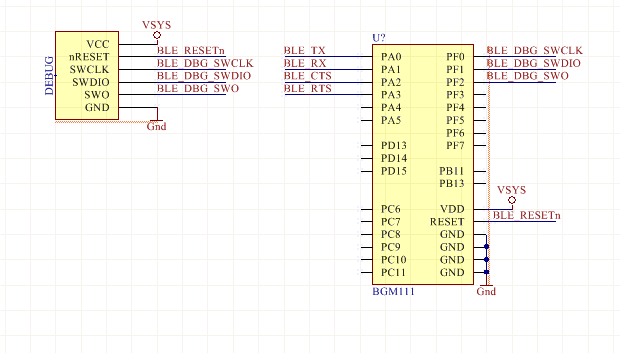 VSYS
DEBUG
VCC
nRESET BLE_RESETn
SWCLK BLE_DBG_SWCLK
SWDIO BLE_DBG_SWDIO
SWO BLE_DBG_SWO
GND
Gnd
U?
BLE_TX PA0 PF0 BLE_DBG_SWCLK
BLE_RX PA1 PF1 BLE_DBG_SWDIO
BLE_CTS PA2 PF2 BLE_DBG_SWO
BLE_RTS PA3 PF3
PA4 PF4
PA5 PF5
PF6
PD13 PF7
PD14
PD15 PB11
PB13
VSYS
PC6 VDD
PC7 RESET BLE_RESETn
PC8 GND
PC9 GND
PC10 GND
PC11 GND
BGM111 Gnd